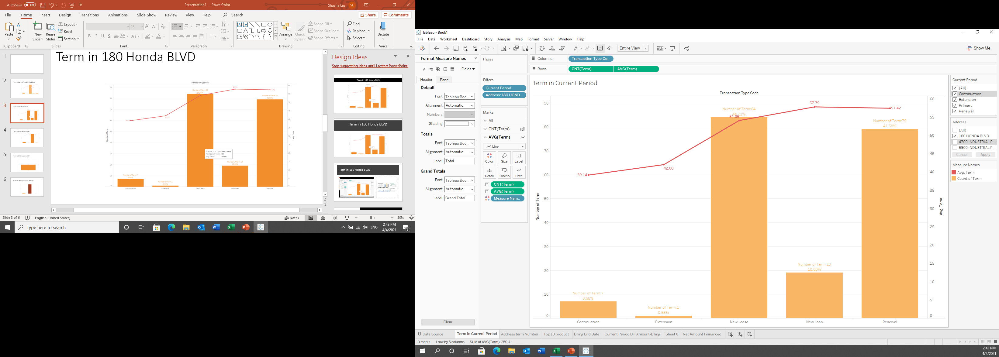 AutoSave Off
Presentation1 - PowerPoint
Shasha Liu SL
File Home Insert Design Transitions Animations Slide Show Review View Help Search
Share Comments
Paste
New Slide
Reuse Slides
Layout
Reset
Section
28
B I U S ab AV Aa A
Arrange
Quick Styles
Shape Fill
Shape Outline
Shape Effects
Find
Replace
Select
Dictate
Clipboard Slides Font Paragraph Drawing Editing Voice
1
2
3
4
5
6
Term in 180 Honda BLVD
Transaction Type Code
Number of Term:84
44.21%
57.79
57.42
Number of Term:79
41.58%
39.14
42.00
Number of Term
Avg. Term
Transaction Type: New Lease
Number of Term: 84
Avg. Term: 54.06
Number of Term:19
10.00%
Number of Term:7
3.68%
Number of Term:1
0.53%
Continuation Extension New Lease New Loan Renewal
Design Ideas
Stop suggesting ideas until I restart PowerPoint.
Term in 180 Honda BLVD
Term in 180 Honda BLVD
Term in 180 Honda BLVD
Slide 3 of 6 English (United States)
Notes
80%
Type here to search
ENG
2:43 PM
4/4/2021
3
Tableau - Book1
File Data Worksheet Dashboard Story Analysis Map Format Server Window Help
Entire View
Show Me
Format Measure Names
Fields
Header Pane
Default
Font: Tableau Boo..
Alignment: Automatic
Numbers:
Shading:
Totals
Font: Tableau Boo..
Alignment: Automatic
Label: Total
Grand Totals
Font: Tableau Boo..
Alignment: Automatic
Label: Grand Total
Clear
Pages
Filters
Current Period
Address: 180 HOND..
Marks
All
CNT(Term)
AVG(Term)
Line
Color Size Label
Detail Tooltip Path
CNT(Term)
AVG(Term)
Measure Nam..
Columns Transaction Type Co..
Rows CNT(Term) AVG(Term)
Term in Current Period
Transaction Type Code
90
80
70
60
50
40
30
20
10
0
Number of Term
Number of Term:84
44.21%
54.06
57.79
57.42
Number of Term:79
41.58%
39.14
42.00
Number of Term:19
10.00%
Number of Term:7
3.68%
Number of Term:1
0.53%
60
55
50
45
40
35
30
25
20
15
10
5
0
Avg. Term
Continuation Extension New Lease New Loan Renewal
Current Period
(All)
Continuation
Extension
Primary
Renewal
Address
(All)
180 HONDA BLVD
4700 INDUSTRIAL P...
6900 INDUSTRIAL P...
Cancel Apply
Measure Names
Avg. Term
Count of Term
Data Source Term in Current Period Address term Number Top 10 product Biling End Date Current Period Bill Amount-Biling Sheet 6 Net Amount Finnanced
10 marks 1 row by 5 columns SUM of AVG(Term): 250.41
2:43 PM
4/4/2021